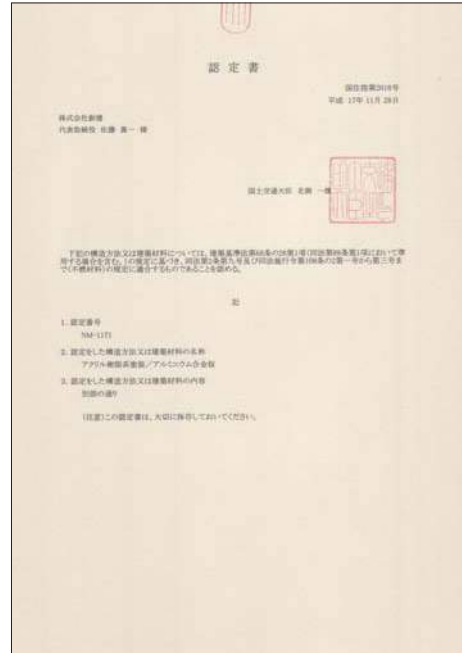 認定書
国住指第2018号
平成 17年 11月 28日
株式会社
代表取締役 佐藤 一 様
国土交通大臣 北側 一雄
下記の構造方法又は建築材料については、建築基準法第68条の26第1項(同法第88条第1項において準
用する場合を含む。)の規定に基づき、同法第2条第九号及び同法施行令第108条の2第一号から第三号ま
で(不燃材料)の規定に適合するものであることを認める。
記
1. 認定番号
NM-1171
2. 認定をした構造方法又は建築材料の名称
アクリル樹脂系塗装/アルミニウム合金板
3. 認定をした構造方法又は建築材料の内容
別添の通り
(注意)この認定書は、大切に保存しておいてください。